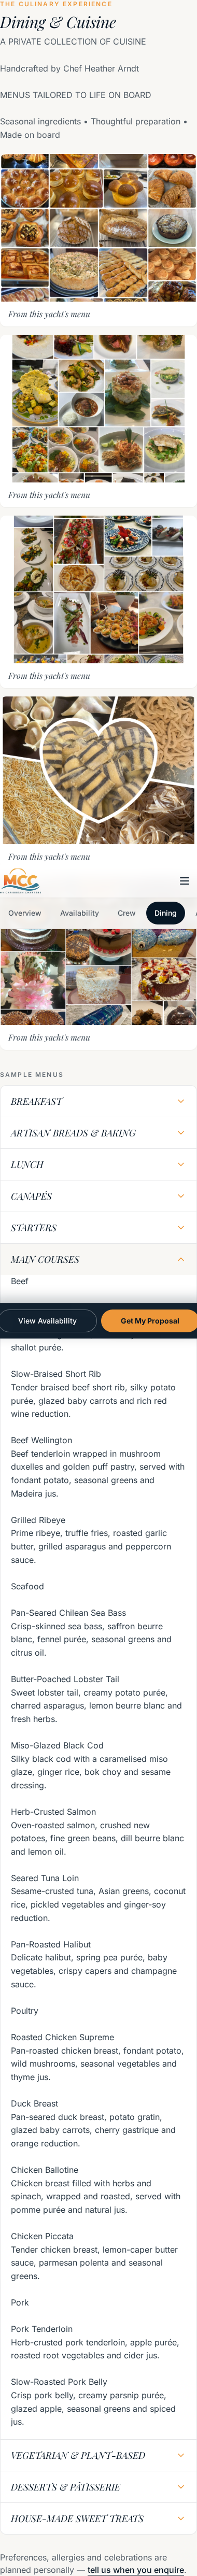 THE CULINARY EXPERIENCE
Dining & Cuisine
A PRIVATE COLLECTION OF CUISINE
Handcrafted by Chef Heather Arndt
MENUS TAILORED TO LIFE ON BOARD
Seasonal ingredients • Thoughtful preparation •
Made on board
From this yacht's menu
From this yacht's menu
From this yacht's menu
From this yacht's menu
MCC
Overview
Availability
Crew
Dining
From this yacht's menu
SAMPLE MENUS
BREAKFAST
ARTISAN BREADS & BAKING
LUNCH
CANAPÉS
STARTERS
MAIN COURSES
Beef
View Availability
Get My Proposal
shallot purée.
Slow-Braised Short Rib
Tender braised beef short rib, silky potato
purée, glazed baby carrots and rich red
wine reduction.
Beef Wellington
Beef tenderloin wrapped in mushroom
duxelles and golden puff pastry, served with
fondant potato, seasonal greens and
Madeira jus.
Grilled Ribeye
Prime ribeye, truffle fries, roasted garlic
butter, grilled asparagus and peppercorn
sauce.
Seafood
Pan-Seared Chilean Sea Bass
Crisp-skinned sea bass, saffron beurre
blanc, fennel purée, seasonal greens and
citrus oil.
Butter-Poached Lobster Tail
Sweet lobster tail, creamy potato purée,
charred asparagus, lemon beurre blanc and
fresh herbs.
Miso-Glazed Black Cod
Silky black cod with a caramelised miso
glaze, ginger rice, bok choy and sesame
dressing.
Herb-Crusted Salmon
Oven-roasted salmon, crushed new
potatoes, fine green beans, dill beurre blanc
and lemon oil.
Seared Tuna Loin
Sesame-crusted tuna, Asian greens, coconut
rice, pickled vegetables and ginger-soy
reduction.
Pan-Roasted Halibut
Delicate halibut, spring pea purée, baby
vegetables, crispy capers and champagne
sauce.
Poultry
Roasted Chicken Supreme
Pan-roasted chicken breast, fondant potato,
wild mushrooms, seasonal vegetables and
thyme jus.
Duck Breast
Pan-seared duck breast, potato gratin,
glazed baby carrots, cherry gastrique and
orange reduction.
Chicken Ballotine
Chicken breast filled with herbs and
spinach, wrapped and roasted, served with
pomme purée and natural jus.
Chicken Piccata
Tender chicken breast, lemon-caper butter
sauce, parmesan polenta and seasonal
greens.
Pork
Pork Tenderloin
Herb-crusted pork tenderloin, apple purée,
roasted root vegetables and cider jus.
Slow-Roasted Pork Belly
Crisp pork belly, creamy parsnip purée,
glazed apple, seasonal greens and spiced
jus.
VEGETARIAN & PLANT-BASED
DESSERTS & PÂTISSERIE
HOUSE-MADE SWEET TREATS
Preferences, allergies and celebrations are
planned personally — tell us when you enquire.